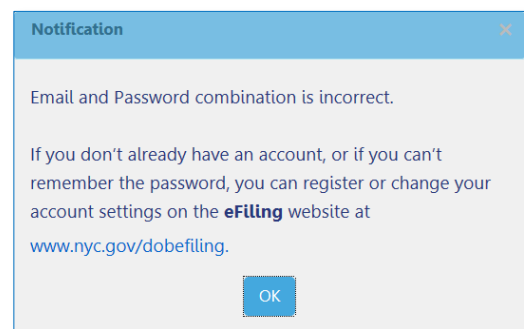 Notification ×
Email and Password combination is incorrect.
If you don't already have an account, or if you can't
remember the password, you can register or change your
account settings on the eFiling website at
www.nyc.gov/dobefiling.
OK